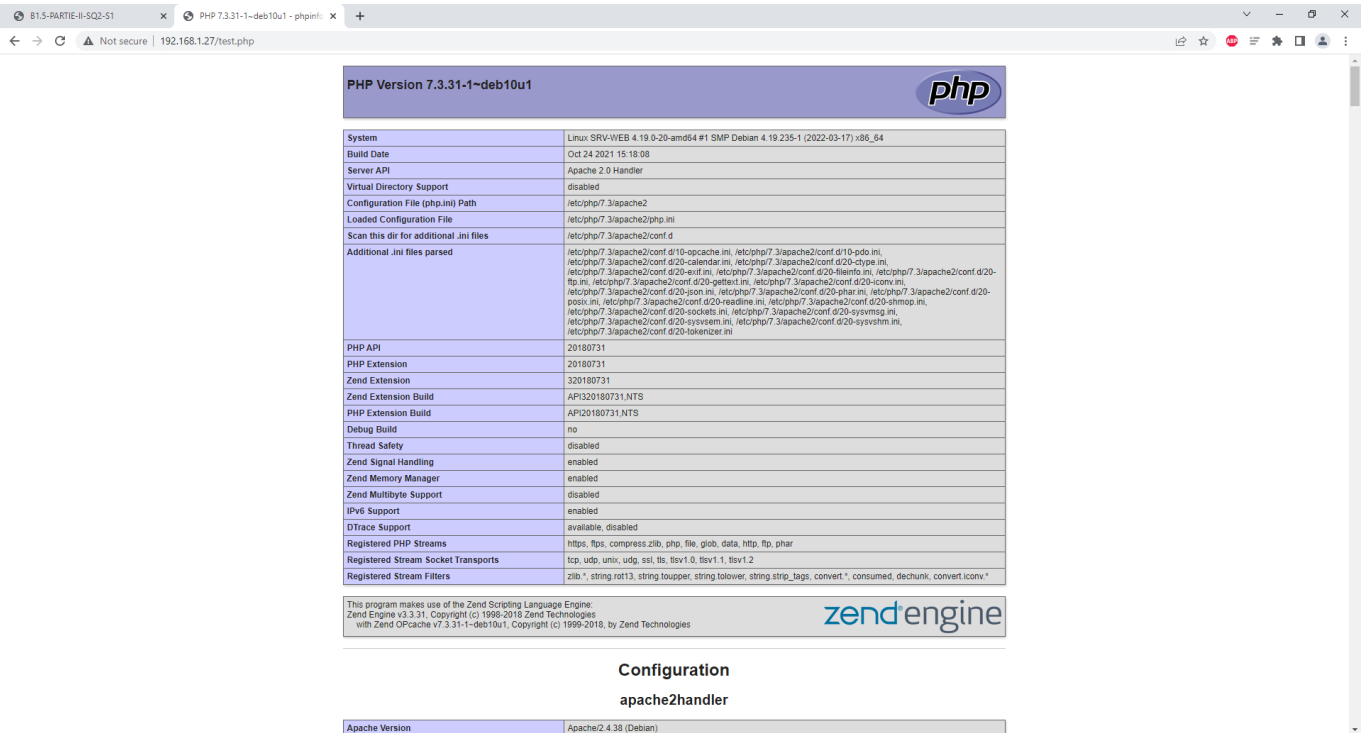 B1.5-PARTIE-II-SQ2-S1
PHP 7.3.31-1~deb10u1 - phpinfo
Not secure | 192.168.1.27/test.php
ABP
PHP Version 7.3.31-1~deb10u1
php
System Linux SRV-WEB 4.19.0-20-amd64 #1 SMP Debian 4.19.235-1 (2022-03-17) x86_64
Build Date Oct 24 2021 15:18:08
Server API Apache 2.0 Handler
Virtual Directory Support disabled
Configuration File (php.ini) Path /etc/php/7.3/apache2
Loaded Configuration File /etc/php/7.3/apache2/php.ini
Scan this dir for additional .ini files /etc/php/7.3/apache2/conf.d
Additional .ini files parsed /etc/php/7.3/apache2/conf.d/10-opcache.ini, /etc/php/7.3/apache2/conf.d/10-pdo.ini,
/etc/php/7.3/apache2/conf.d/20-calendar.ini, /etc/php/7.3/apache2/conf.d/20-ctype.ini,
/etc/php/7.3/apache2/conf.d/20-exif.ini, /etc/php/7.3/apache2/conf.d/20-fileinfo.ini, /etc/php/7.3/apache2/conf.d/20-
ftp.ini, /etc/php/7.3/apache2/conf.d/20-gettext.ini, /etc/php/7.3/apache2/conf.d/20-iconv.ini,
/etc/php/7.3/apache2/conf.d/20-json.ini, /etc/php/7.3/apache2/conf.d/20-phar.ini, /etc/php/7.3/apache2/conf.d/20-
posix.ini, /etc/php/7.3/apache2/conf.d/20-readline.ini, /etc/php/7.3/apache2/conf.d/20-shmop.ini,
/etc/php/7.3/apache2/conf.d/20-sockets.ini, /etc/php/7.3/apache2/conf.d/20-sysvmsg.ini,
/etc/php/7.3/apache2/conf.d/20-sysvsem.ini, /etc/php/7.3/apache2/conf.d/20-sysvshm.ini,
/etc/php/7.3/apache2/conf.d/20-tokenizer.ini
PHP API 20180731
PHP Extension 20180731
Zend Extension 320180731
Zend Extension Build API320180731,NTS
PHP Extension Build API20180731,NTS
Debug Build no
Thread Safety disabled
Zend Signal Handling enabled
Zend Memory Manager enabled
Zend Multibyte Support disabled
IPv6 Support enabled
DTrace Support available, disabled
Registered PHP Streams https, ftps, compress.zlib, php, file, glob, data, http, ftp, phar
Registered Stream Socket Transports tcp, udp, unix, udg, ssl, tls, tlsv1.0, tlsv1.1, tlsv1.2
Registered Stream Filters zlib.*, string.rot13, string.toupper, string.tolower, string.strip_tags, convert.*, consumed, dechunk, convert.iconv.*
This program makes use of the Zend Scripting Language Engine:
Zend Engine v3.3.31, Copyright (c) 1998-2018 Zend Technologies
with Zend OPcache v7.3.31-1~deb10u1, Copyright (c) 1999-2018, by Zend Technologies
zend engine
Configuration
apache2handler
Apache Version Apache/2.4.38 (Debian)